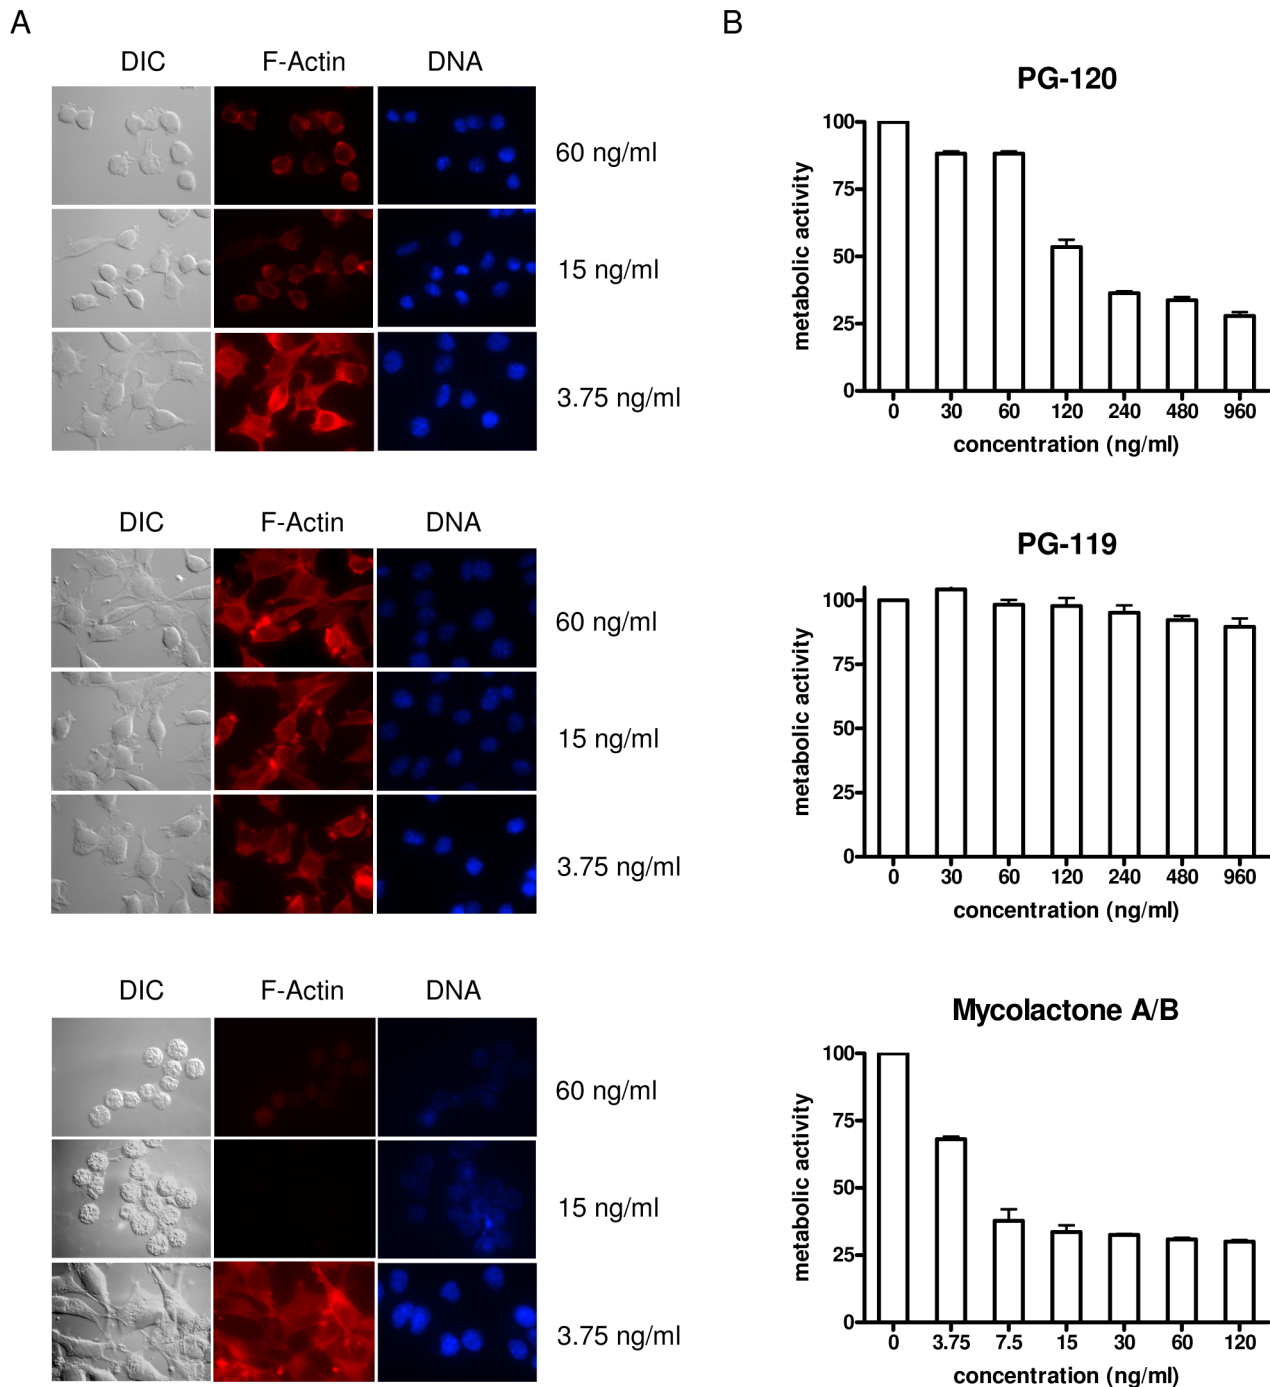 A
B
DIC F-Actin DNA
60 ng/ml
15 ng/ml
3.75 ng/ml
PG-120
metabolic activity
100
75
50
25
0
0 30 60 120 240 480 960
concentration (ng/ml)
DIC F-Actin DNA
60 ng/ml
15 ng/ml
3.75 ng/ml
PG-119
metabolic activity
100
75
50
25
0
0 30 60 120 240 480 960
concentration (ng/ml)
DIC F-Actin DNA
60 ng/ml
15 ng/ml
3.75 ng/ml
Mycolactone A/B
metabolic activity
100
75
50
25
0
0 3.75 7.5 15 30 60 120
concentration (ng/ml)